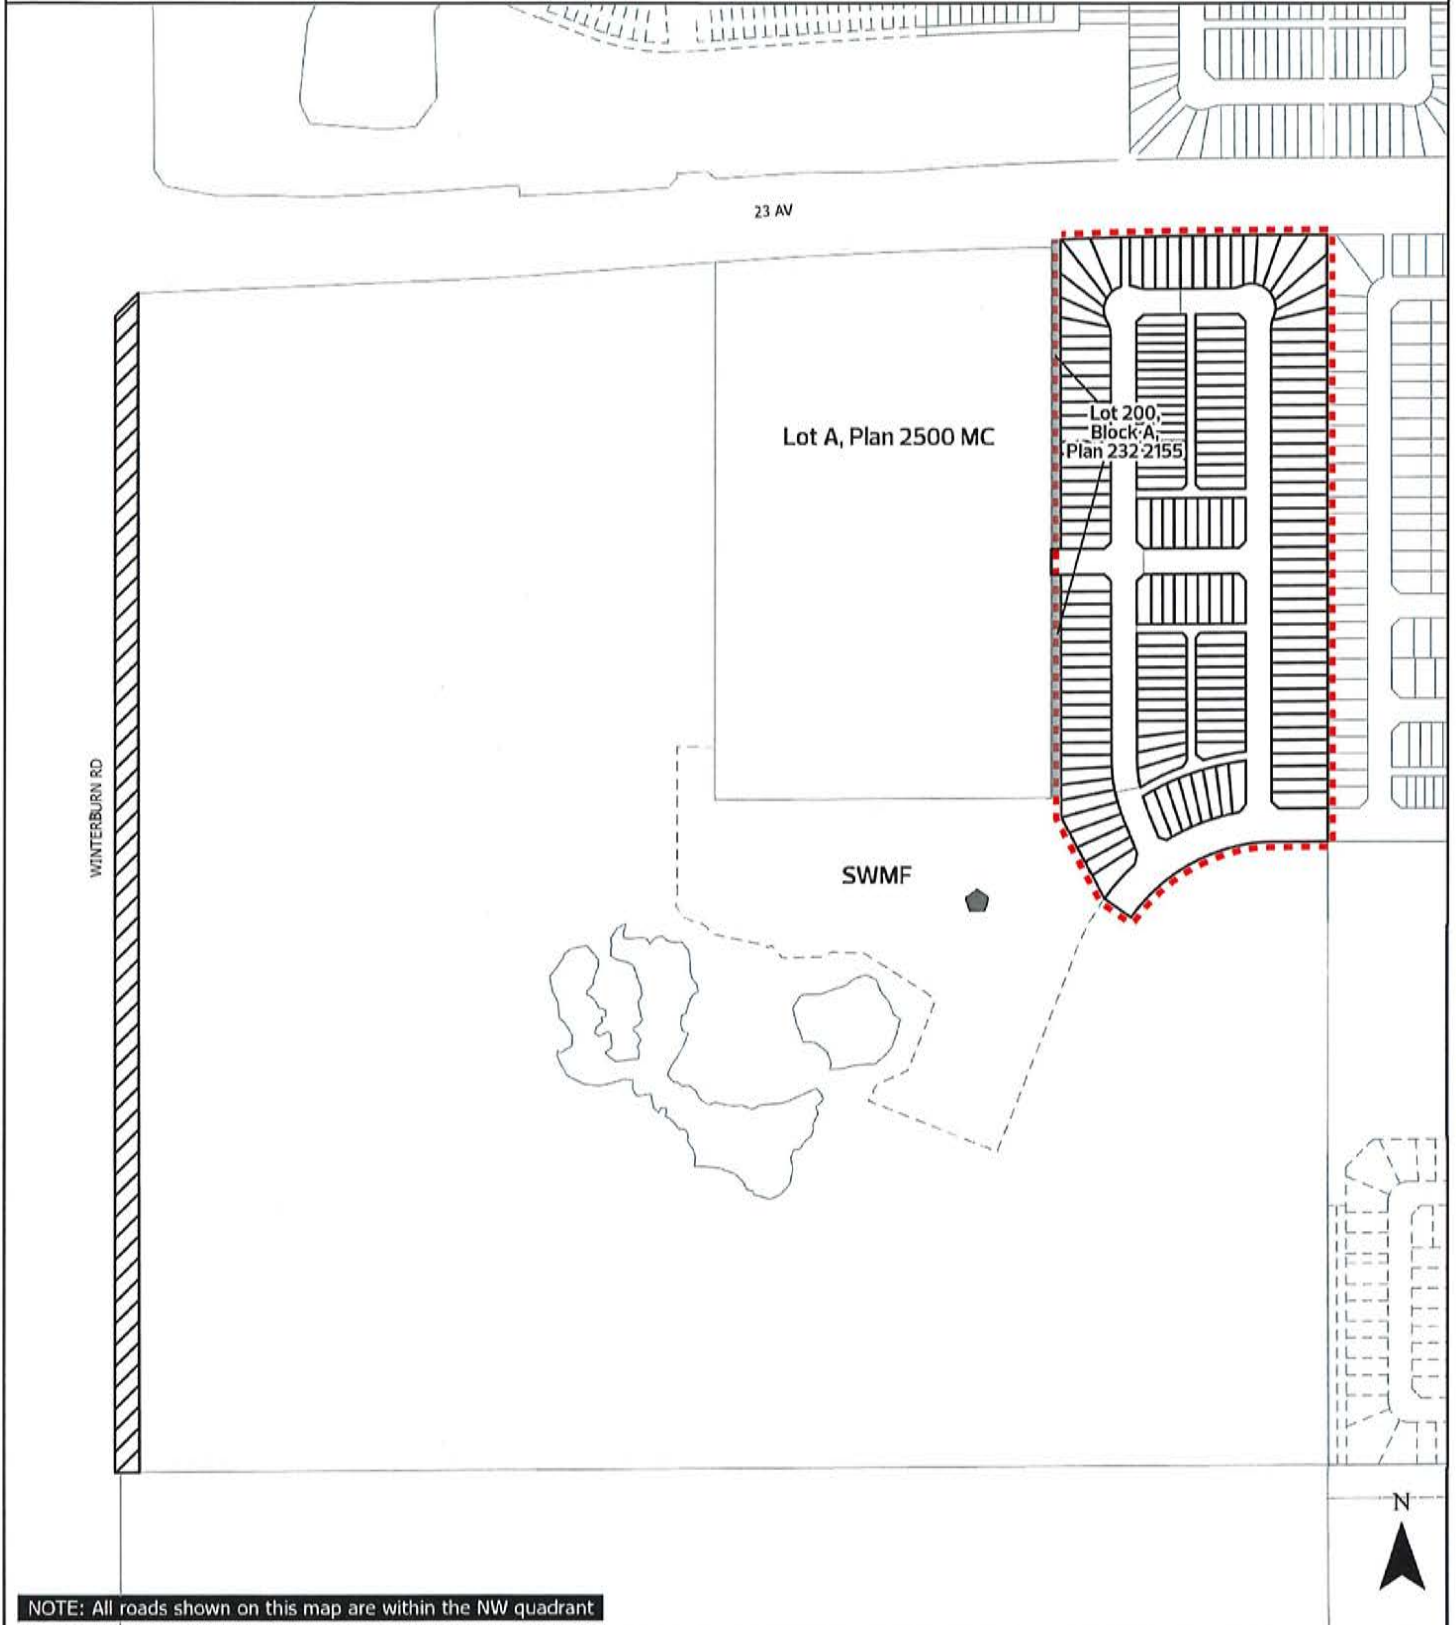 23 AV
Lot 200,
Block A,
Plan 232 2155
Lot A, Plan 2500 MC
WINTERBURN RD
SWMF
N
NOTE: All roads shown on this map are within the NW quadrant